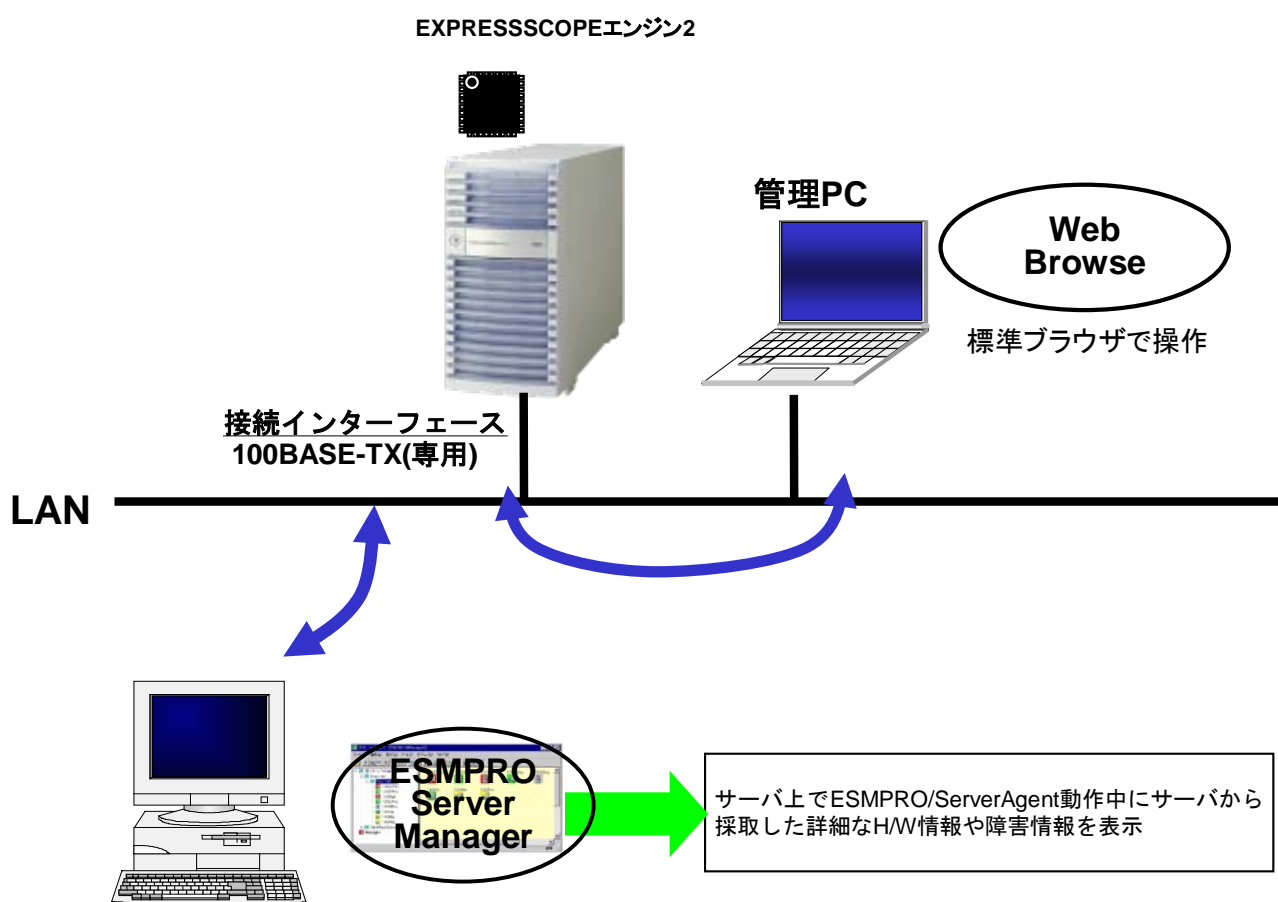 EXPRESSSCOPEエンジン2
管理PC
Web
Browse
標準ブラウザで操作
接続インターフェース
100BASE-TX(専用)
LAN
ESMPRO
Server
Manager
サーバ上でESMPRO/ServerAgent動作中にサーバから
採取した詳細なH/W情報や障害情報を表示